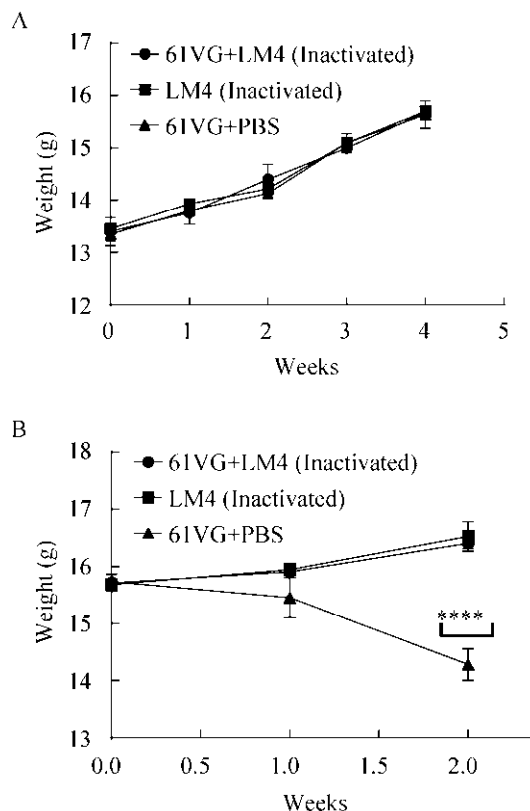 A
61VG+LM4 (Inactivated)
LM4 (Inactivated)
61VG+PBS
Weight (g)
17
16
15
14
13
12
0 1 2 3 4 5
Weeks
B
61VG+LM4 (Inactivated)
LM4 (Inactivated)
61VG+PBS
Weight (g)
18
17
16
15
14
13
****
0.0 0.5 1.0 1.5 2.0
Weeks